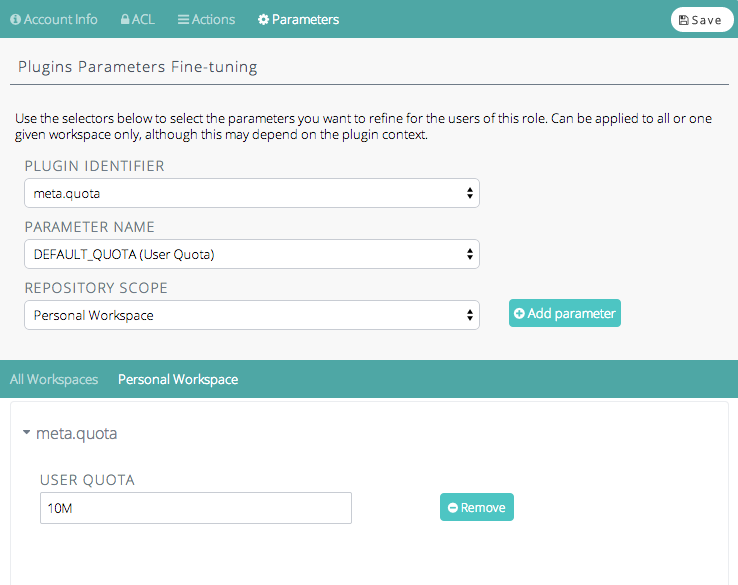 Account Info ACL Actions Parameters Save
Plugins Parameters Fine-tuning
Use the selectors below to select the parameters you want to refine for the users of this role. Can be applied to all or one
given workspace only, although this may depend on the plugin context.
PLUGIN IDENTIFIER
meta.quota
PARAMETER NAME
DEFAULT_QUOTA (User Quota)
REPOSITORY SCOPE
Personal Workspace Add parameter
All Workspaces Personal Workspace
meta.quota
USER QUOTA
10M Remove